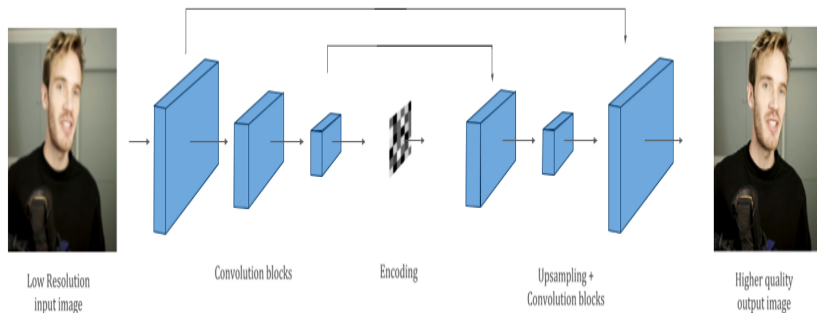 Low Resolution
input image
Convolution blocks
Encoding
Upsampling +
Convolution blocks
Higher quality
output image